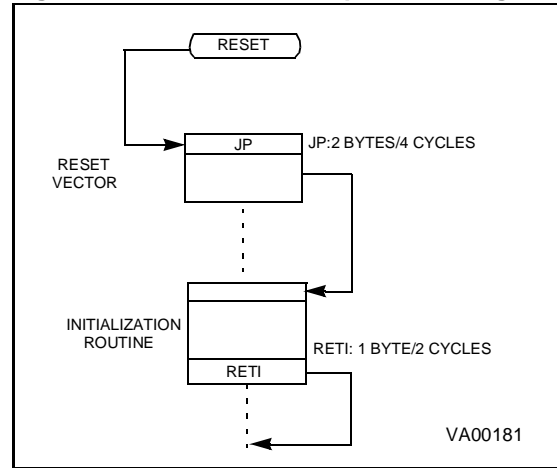 RESET
JP
JP:2 BYTES/4 CYCLES
RESET
VECTOR
INITIALIZATION
ROUTINE
RETI: 1 BYTE/2 CYCLES
RETI
VA00181